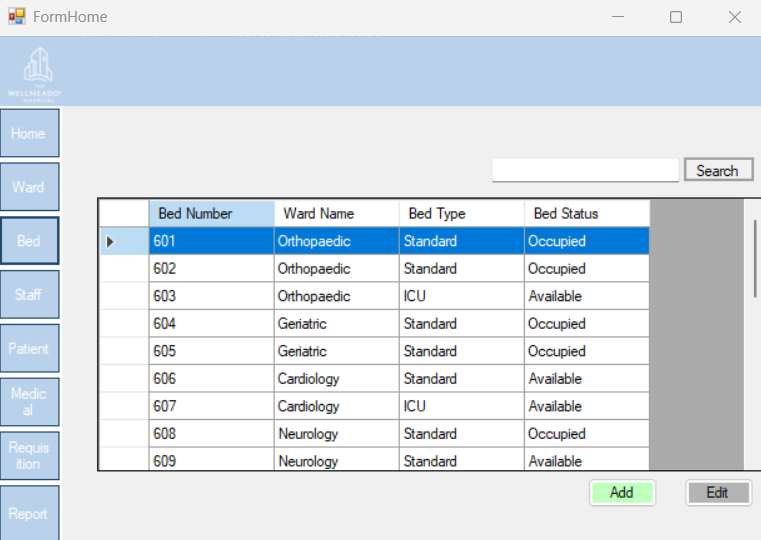 FormHome
THE
WELLMEADOWS
HOSPITAL
Home
Ward
Bed
Staff
Patient
Medic
al
Requis
ition
Report
Search
Bed Number Ward Name Bed Type Bed Status
601 Orthopaedic Standard Occupied
602 Orthopaedic Standard Occupied
603 Orthopaedic ICU Available
604 Geriatric Standard Occupied
605 Geriatric Standard Occupied
606 Cardiology Standard Available
607 Cardiology ICU Available
608 Neurology Standard Occupied
609 Neurology Standard Available
Add Edit